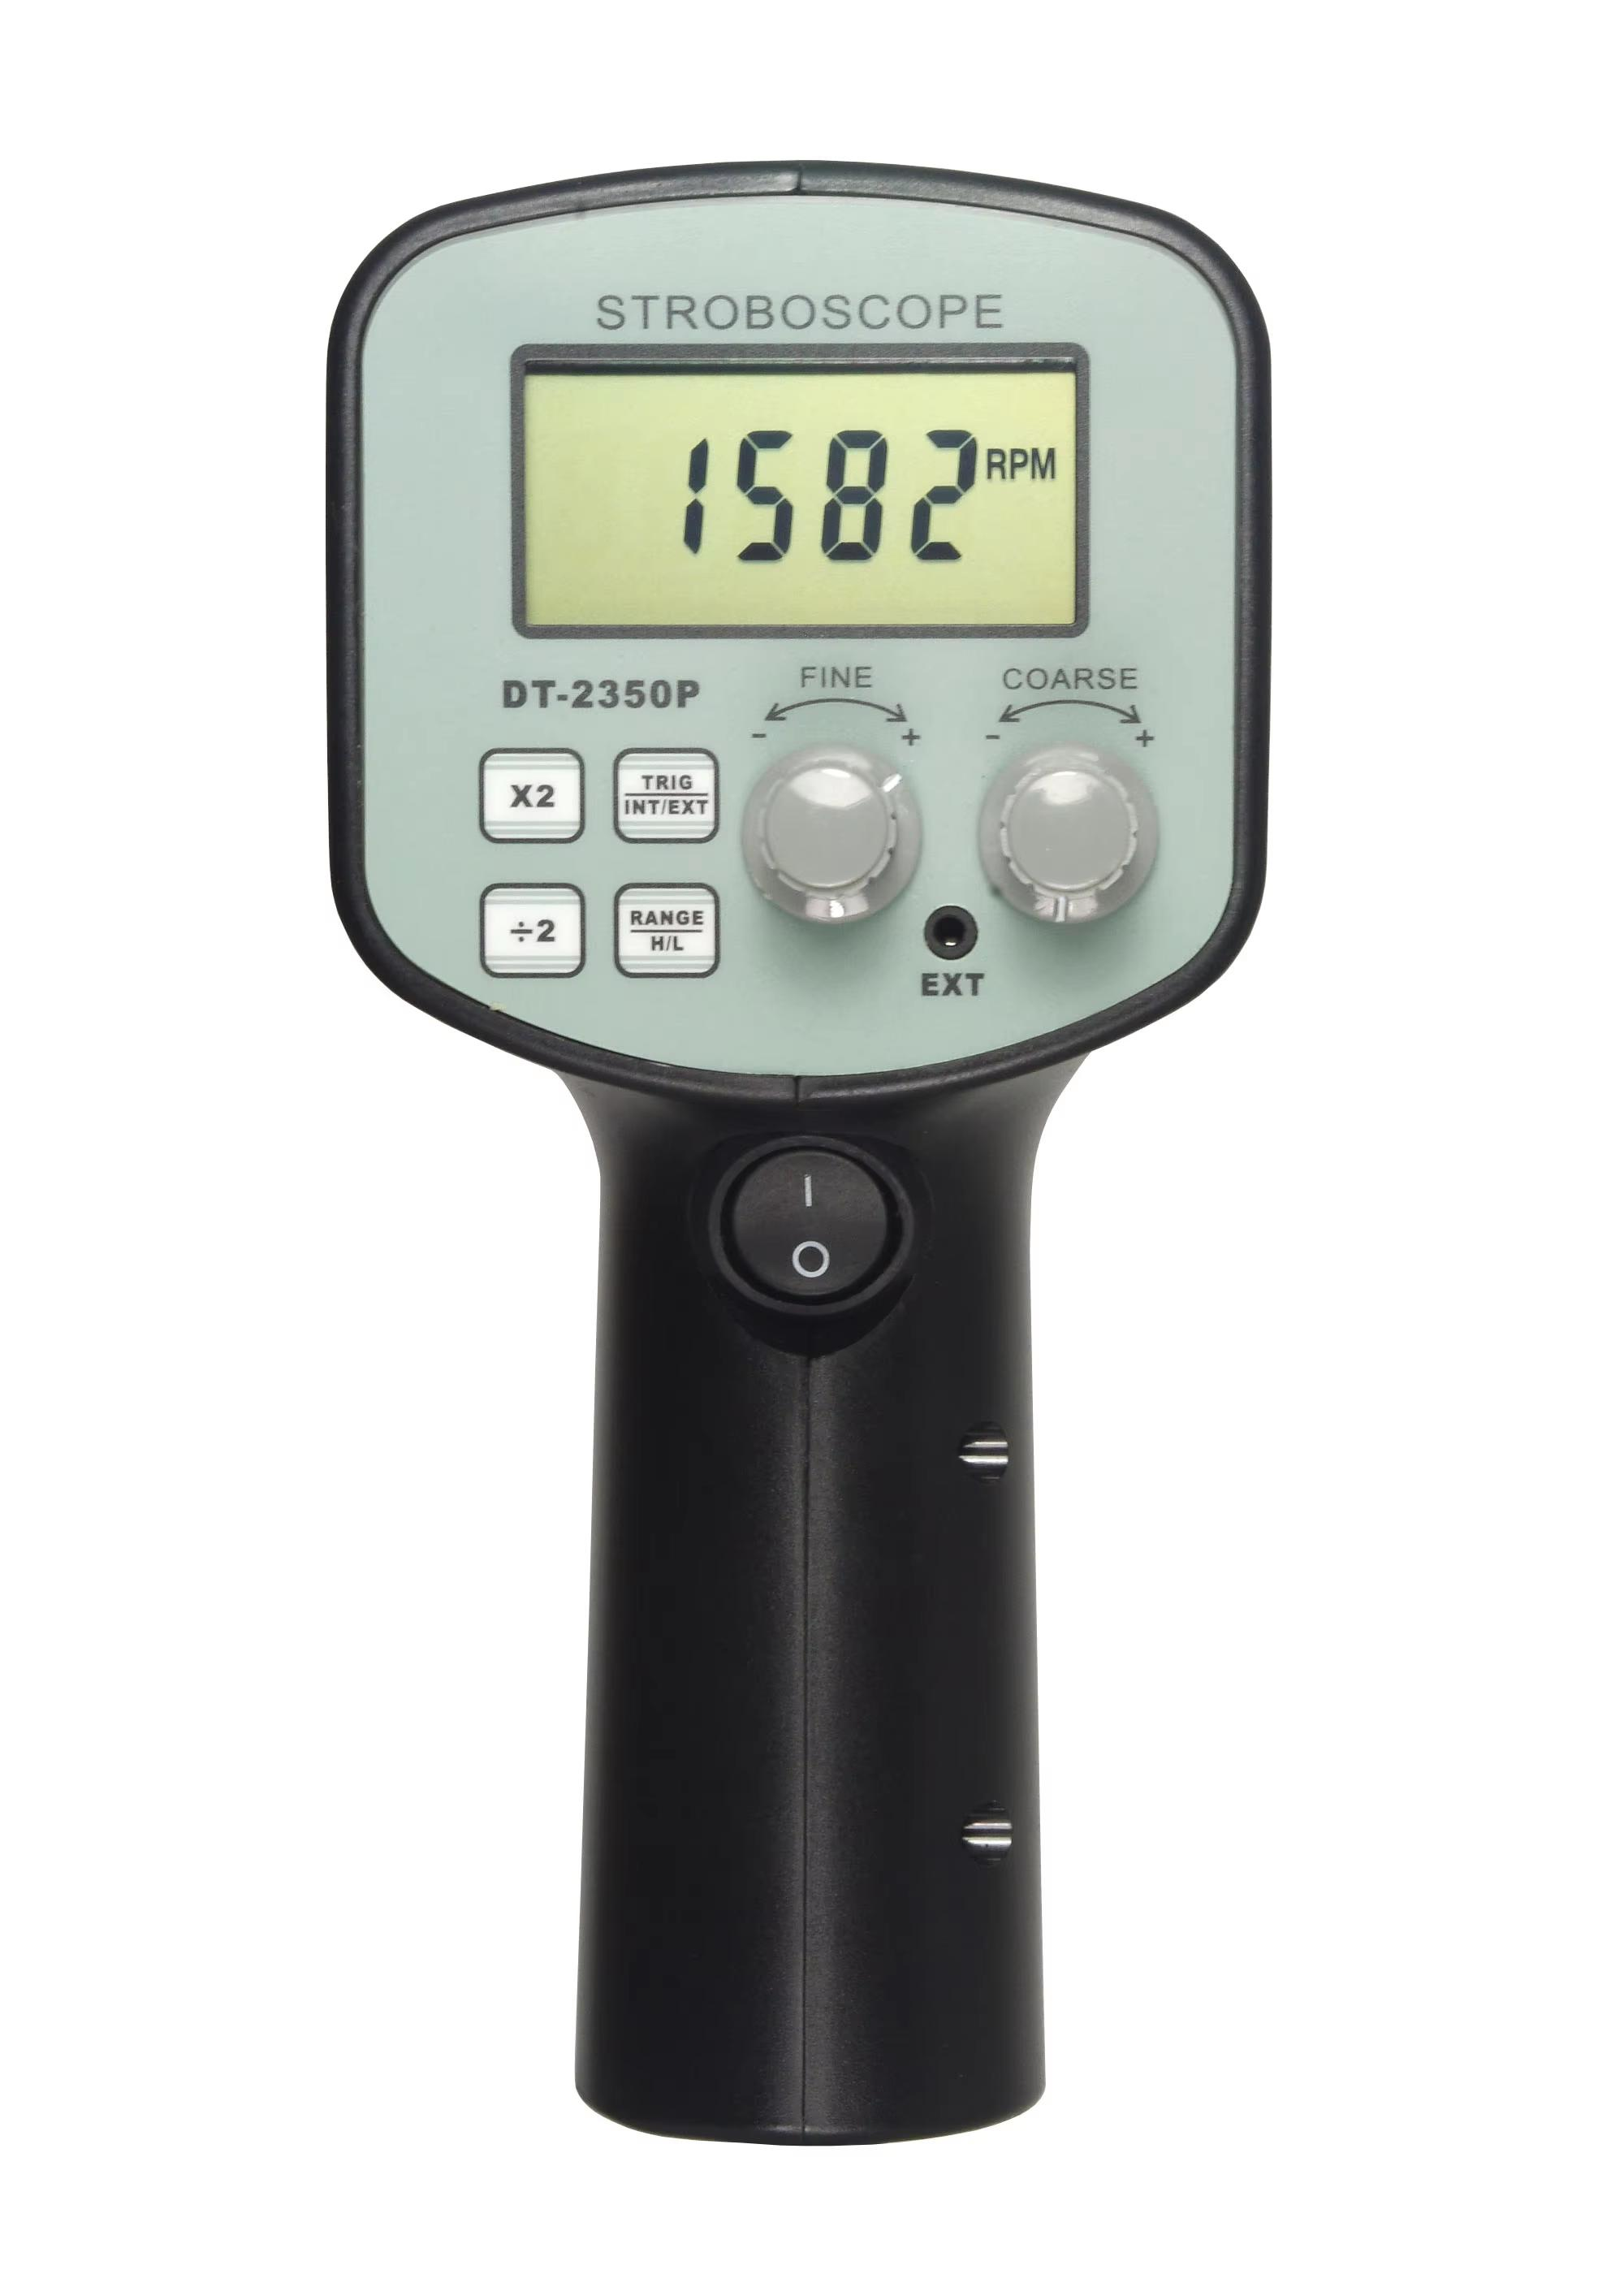 STROBOSCOPE
1582 RPM
DT-2350P
FINE
COARSE
- +
- +
X2
TRIG
INT/EXT
÷2
RANGE
H/L
EXT
I
O